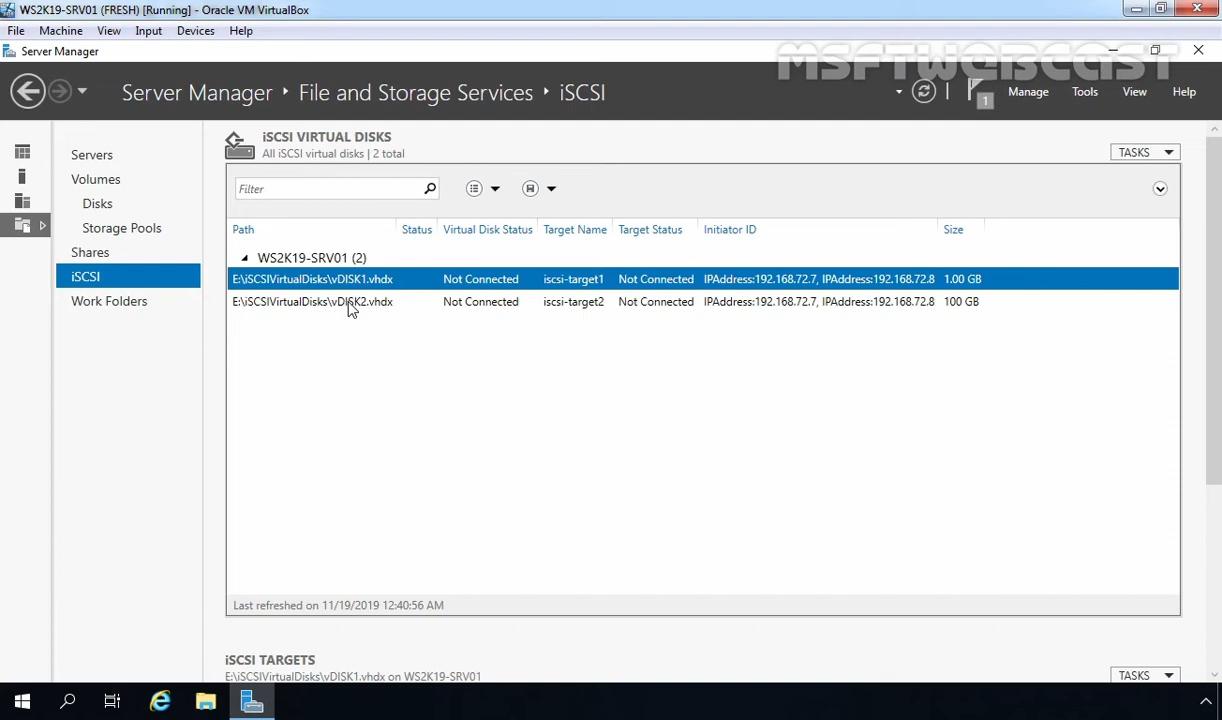 WS2K19-SRV01 (FRESH) [Running] - Oracle VM VirtualBox
File Machine View Input Devices Help
Server Manager
MSFTWEBCAST
Server Manager File and Storage Services iSCSI
1 Manage Tools View Help
Servers
Volumes
Disks
Storage Pools
Shares
iSCSI
Work Folders
iSCSI VIRTUAL DISKS
All iSCSI virtual disks | 2 total
TASKS
Filter
Path Status Virtual Disk Status Target Name Target Status Initiator ID Size
WS2K19-SRV01 (2)
E:\iSCSIVirtualDisks\vDISK1.vhdx Not Connected iscsi-target1 Not Connected IPAddress:192.168.72.7, IPAddress:192.168.72.8 1.00 GB
E:\iSCSIVirtualDisks\vDISK2.vhdx Not Connected iscsi-target2 Not Connected IPAddress:192.168.72.7, IPAddress:192.168.72.8 100 GB
Last refreshed on 11/19/2019 12:40:56 AM
iSCSI TARGETS
E:\iSCSIVirtualDisks\vDISK1.vhdx on WS2K19-SRV01
TASKS